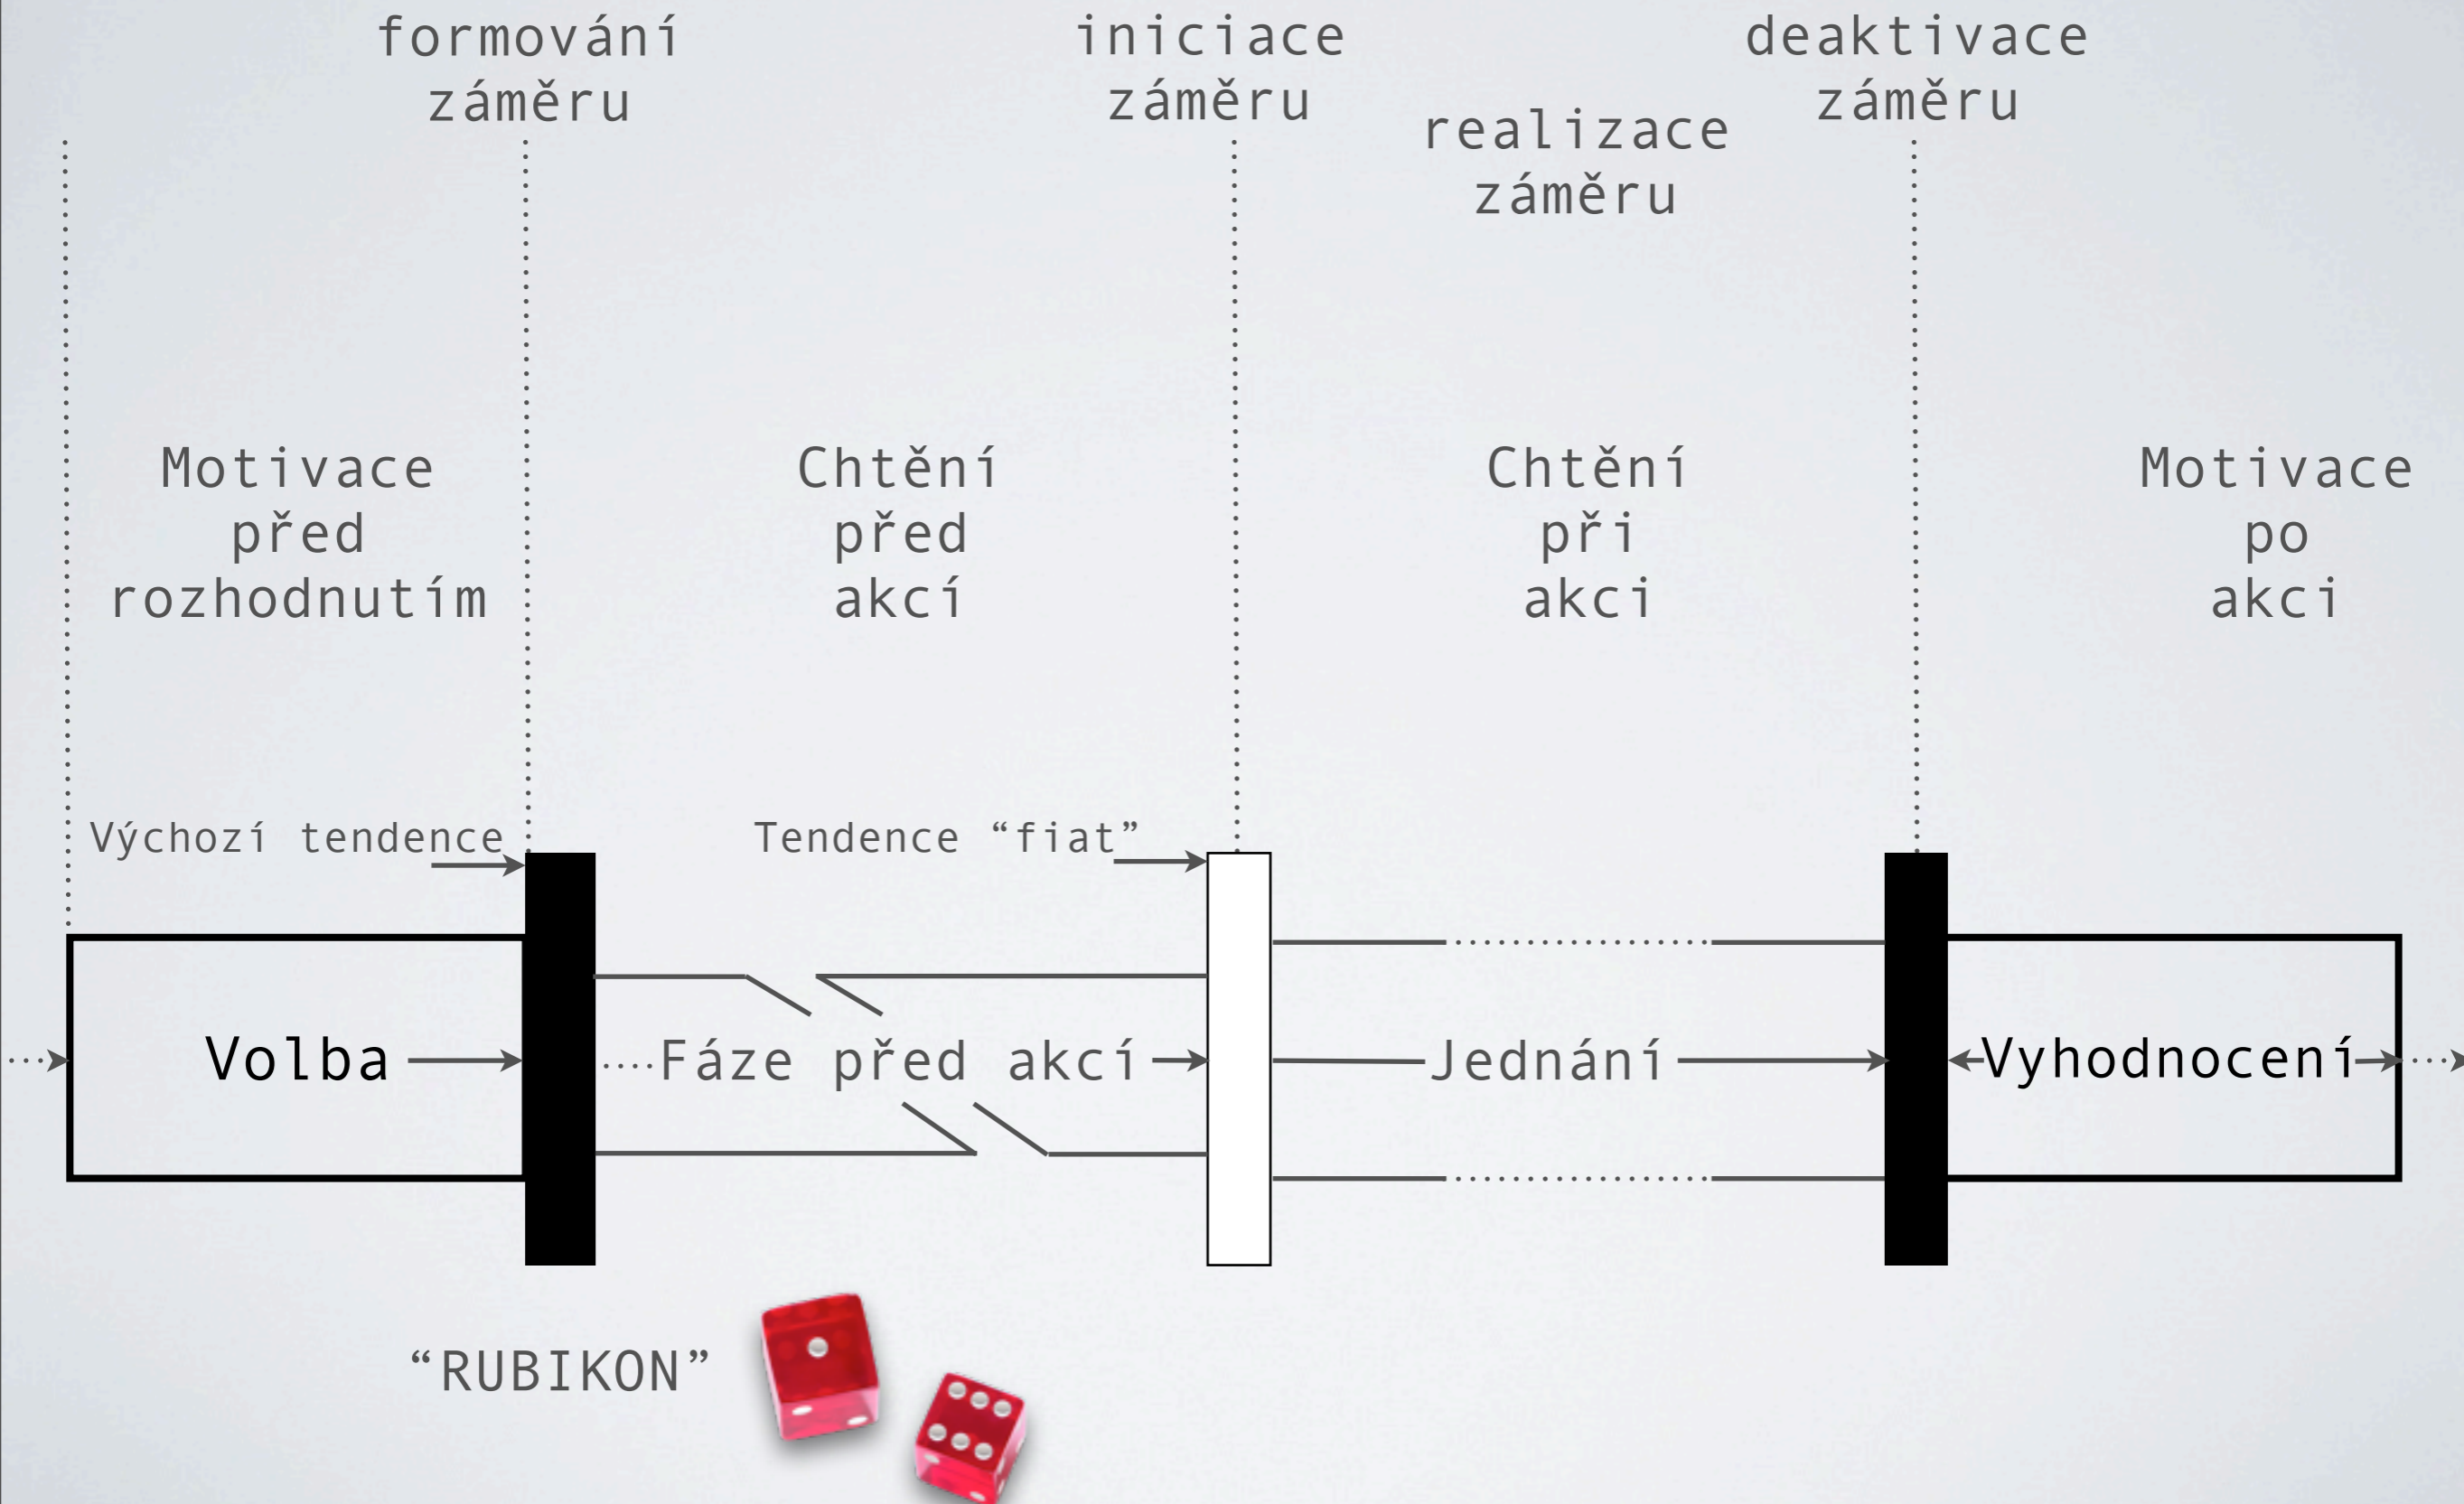 formování
záměru
iniciace
záměru
realizace
záměru
deaktivace
záměru
Motivace
před
rozhodnutím
Chtění
před
akcí
Chtění
při
akci
Motivace
po
akci
Výchozí tendence
Tendence “fiat”
Volba
Fáze před akcí
Jednání
Vyhodnocení
“RUBIKON”